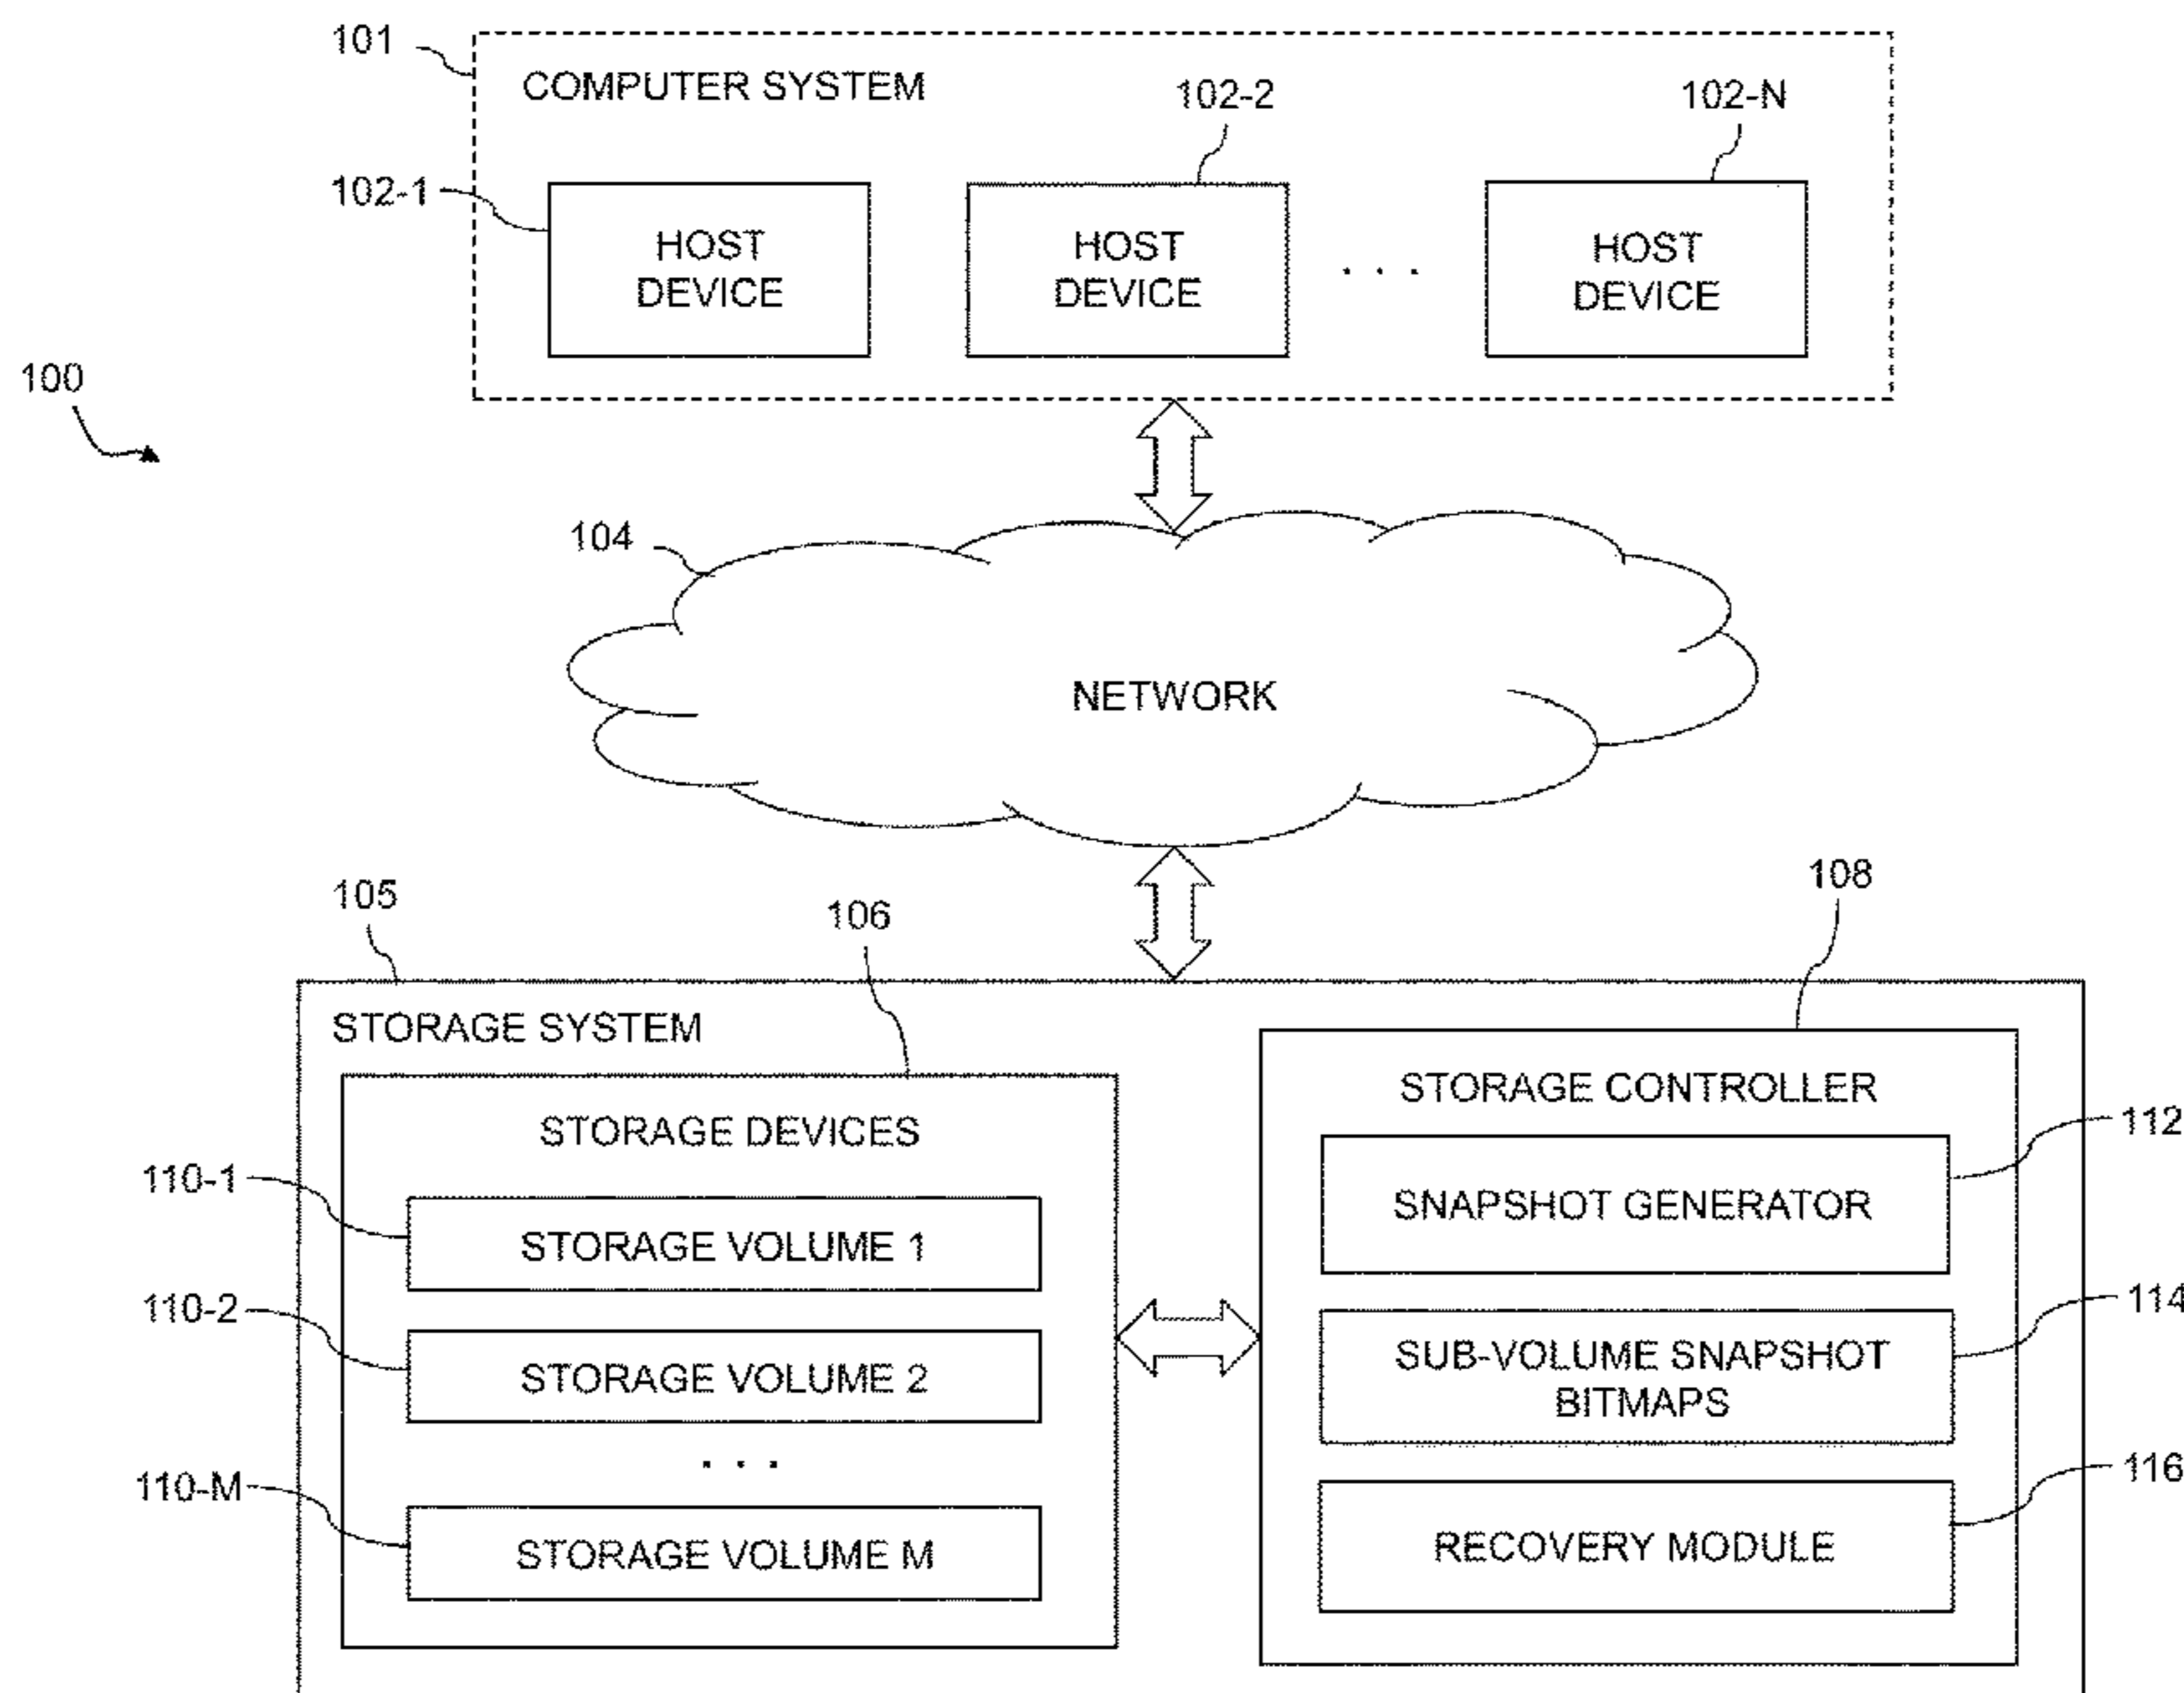 101
COMPUTER SYSTEM
102-2
102-N
102-1
HOST
DEVICE
HOST
DEVICE
. . .
HOST
DEVICE
100
104
NETWORK
105
106
108
STORAGE SYSTEM
STORAGE DEVICES
110-1
STORAGE VOLUME 1
110-2
STORAGE VOLUME 2
. . .
110-M
STORAGE VOLUME M
STORAGE CONTROLLER
112
SNAPSHOT GENERATOR
114
SUB-VOLUME SNAPSHOT
BITMAPS
116
RECOVERY MODULE